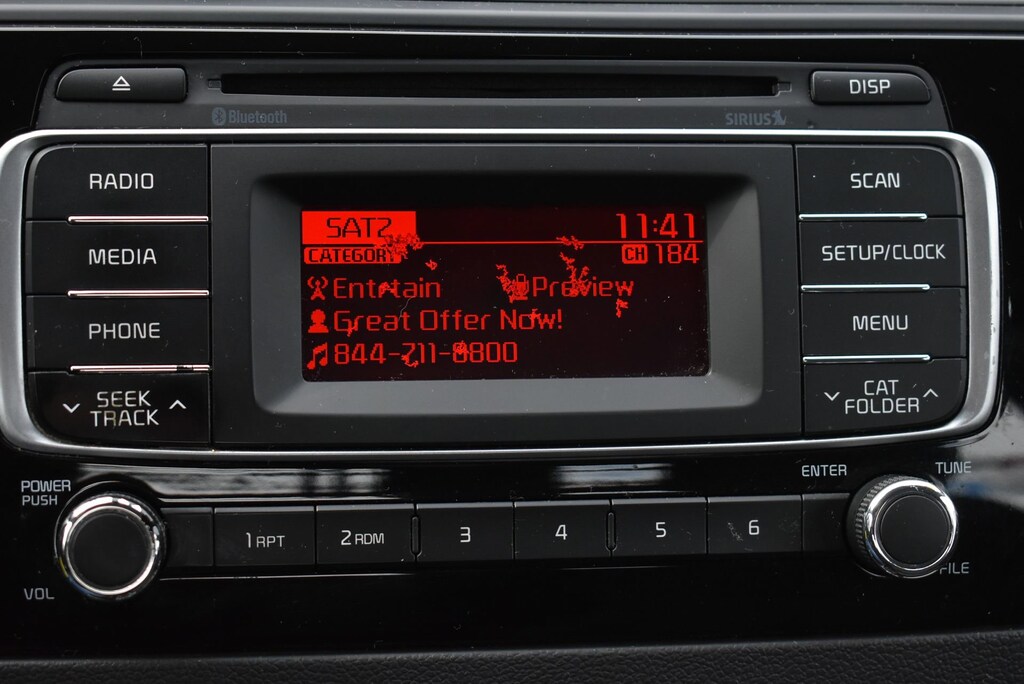 DISP
Bluetooth
SIRIUS
RADIO
MEDIA
PHONE
SEEK
TRACK
SAT2
11:41
CATEGORY
CH 184
Entrtain
Preview
Great Offer Now!
844-711-8800
SCAN
SETUP/CLOCK
MENU
CAT
FOLDER
POWER
PUSH
VOL
1 RPT
2 RDM
3
4
5
6
ENTER
TUNE
FILE